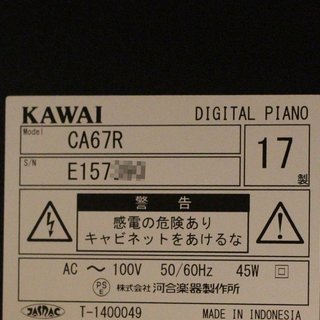 KAWAI DIGITAL PIANO
Model CA67R
S/N E157
17 製
警 告
感電の危険あり
キャビネットをあけるな
AC ～ 100V 50/60Hz 45W
PS E 株式会社 河合楽器製作所
T-1400049 MADE IN INDONESIA